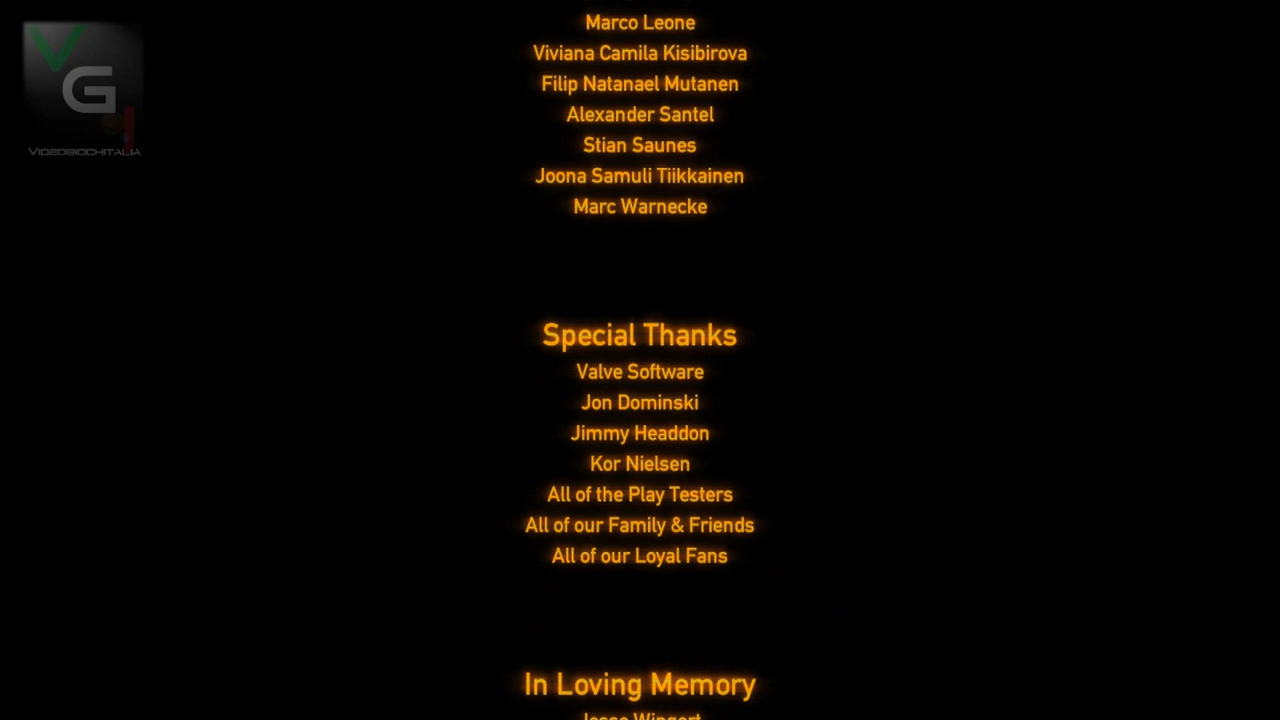 VG
VIDEOGIOCHITALIA
Marco Leone
Viviana Camila Kisibirova
Filip Natanael Mutanen
Alexander Santel
Stian Saunes
Joona Samuli Tiikkainen
Marc Warnecke
Special Thanks
Valve Software
Jon Dominski
Jimmy Headdon
Kor Nielsen
All of the Play Testers
All of our Family & Friends
All of our Loyal Fans
In Loving Memory